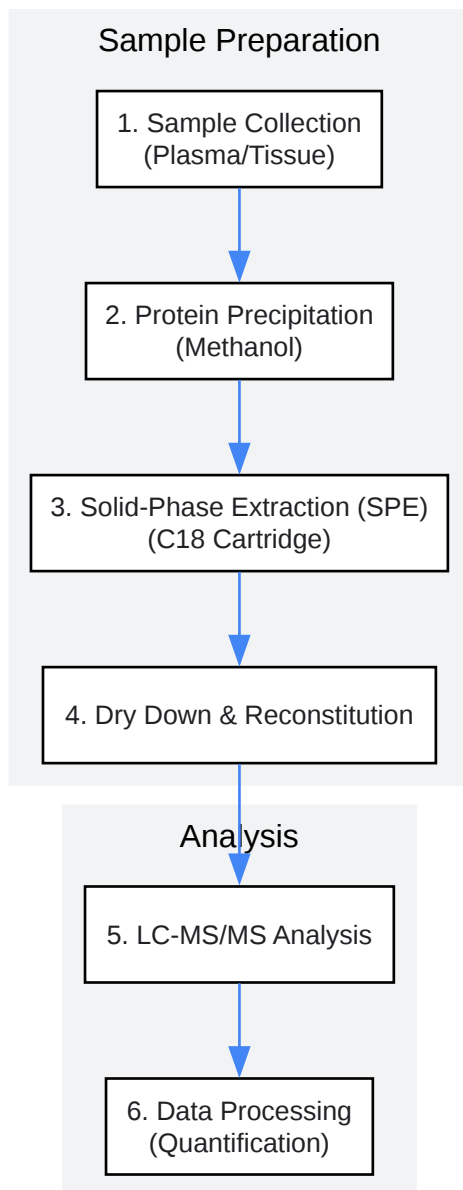 Sample Preparation
1. Sample Collection
(Plasma/Tissue)
2. Protein Precipitation
(Methanol)
3. Solid-Phase Extraction (SPE)
(C18 Cartridge)
4. Dry Down & Reconstitution
Analysis
5. LC-MS/MS Analysis
6. Data Processing
(Quantification)